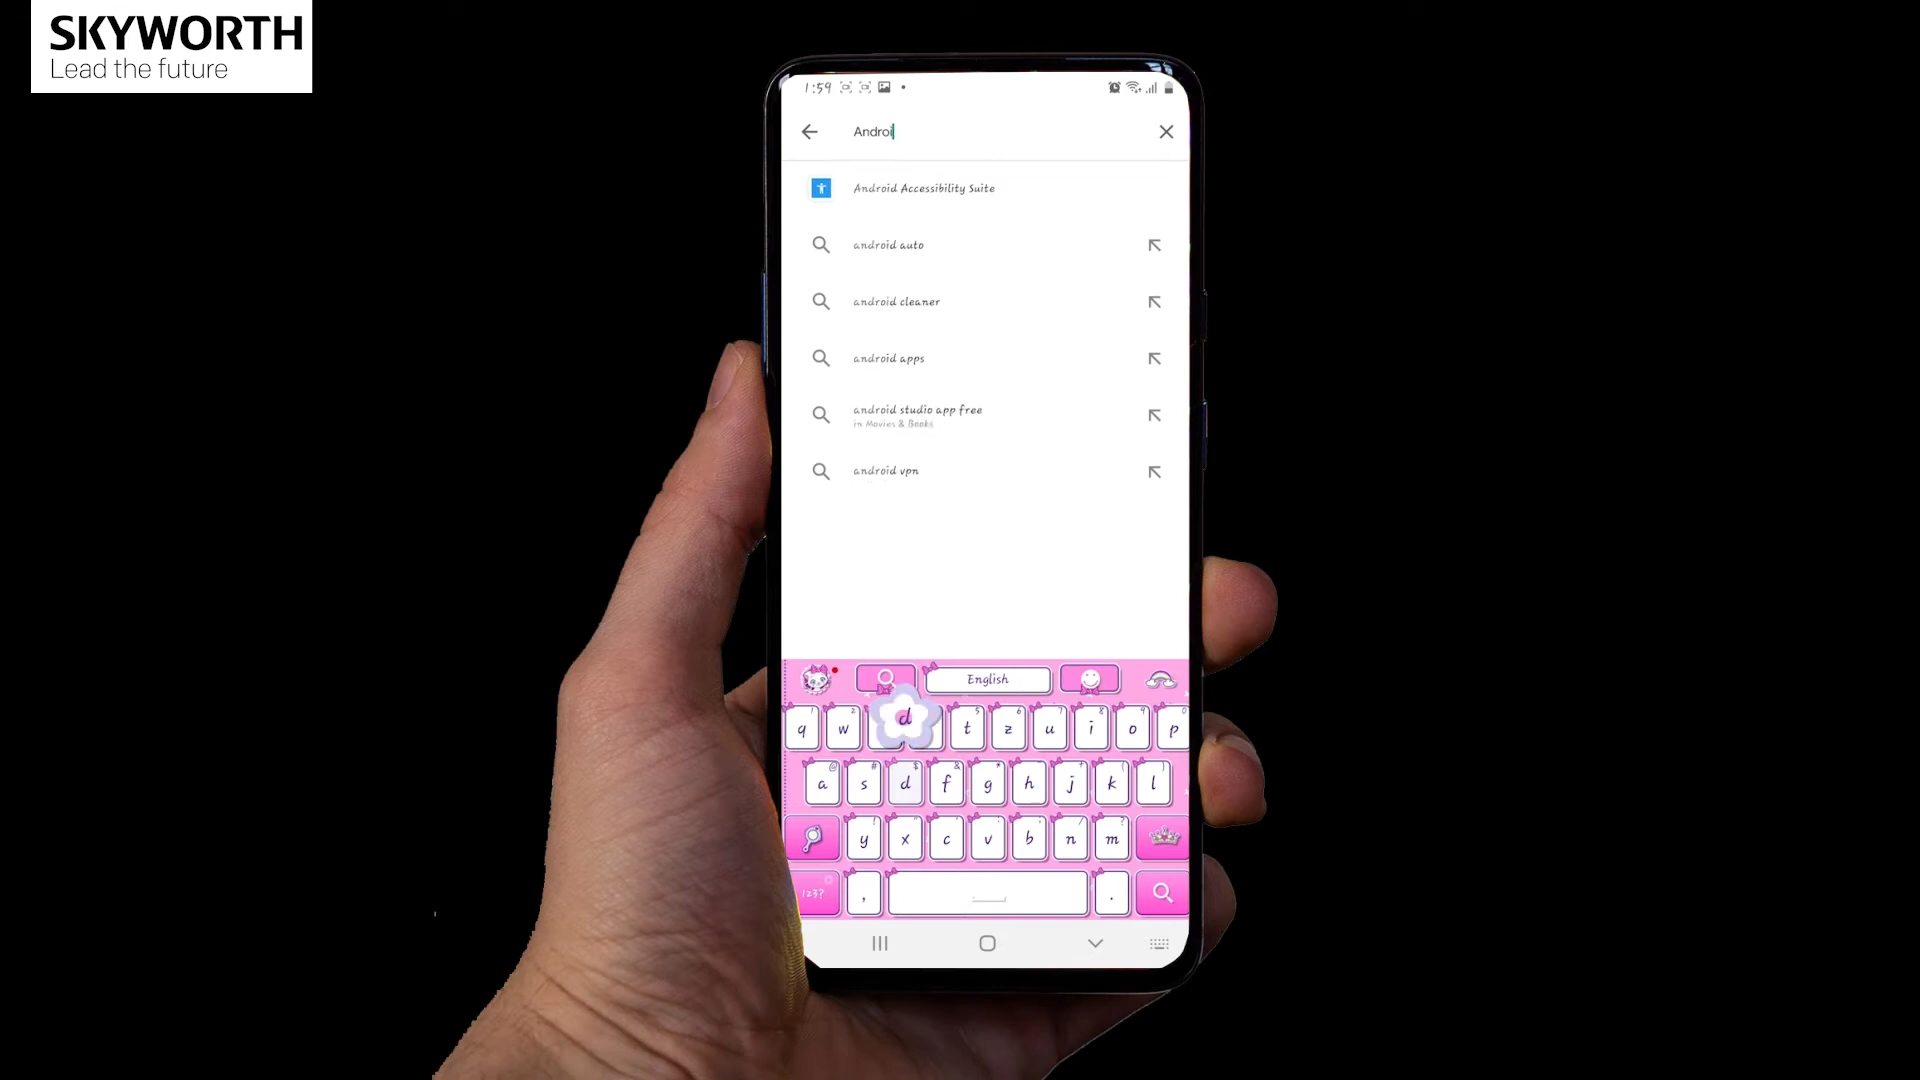 SKYWORTH
Lead the future
1:59
Androi
Android Accessibility Suite
android auto
android cleaner
android apps
android studio app free
in Movies & Books
android vpn
English
d
q w t z u i o p
a s d f g h j k l
y x c v b n m
123? , .